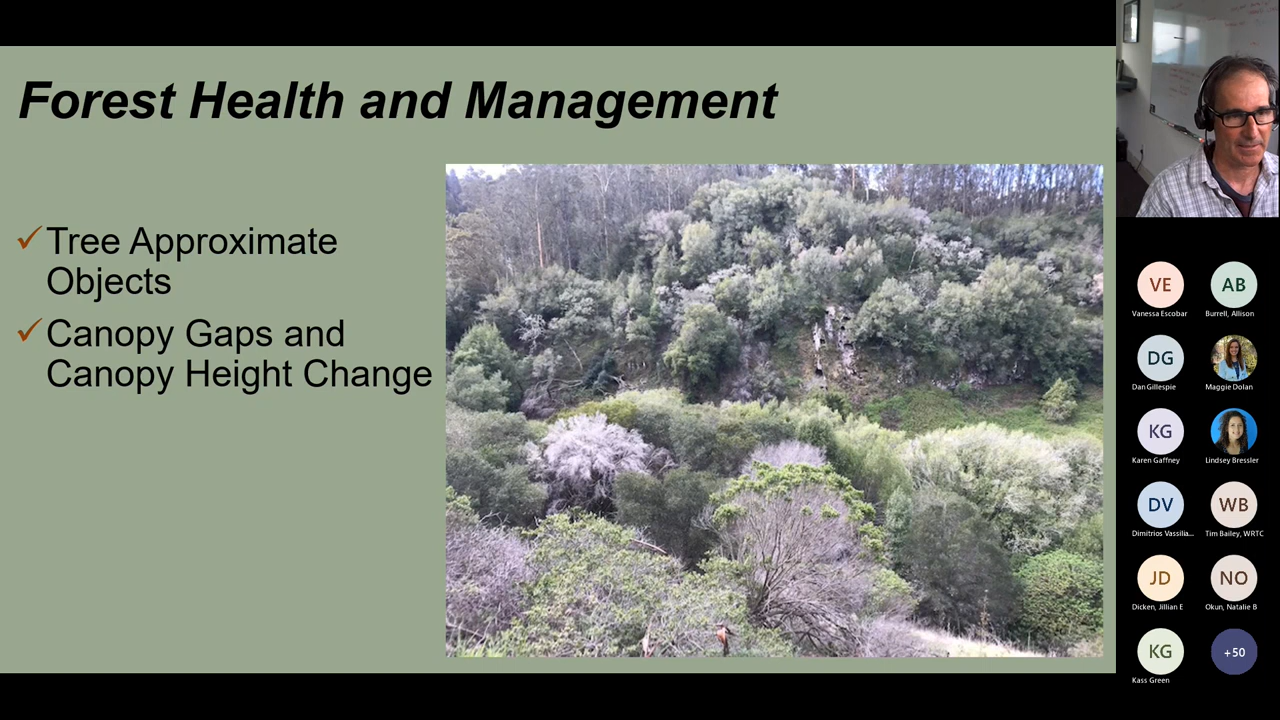 Forest Health and Management
✓ Tree Approximate
Objects
✓ Canopy Gaps and
Canopy Height Change
VE
Vanessa Escobar
AB
Burrell, Allison
DG
Dan Gillespie
Maggie Dolan
KG
Karen Gaffney
Lindsey Bressler
DV
Dimitrios Vassilia...
WB
Tim Bailey, WRTC
JD
Dicken, Jillian E
NO
Okun, Natalie B
KG
Kass Green
+50